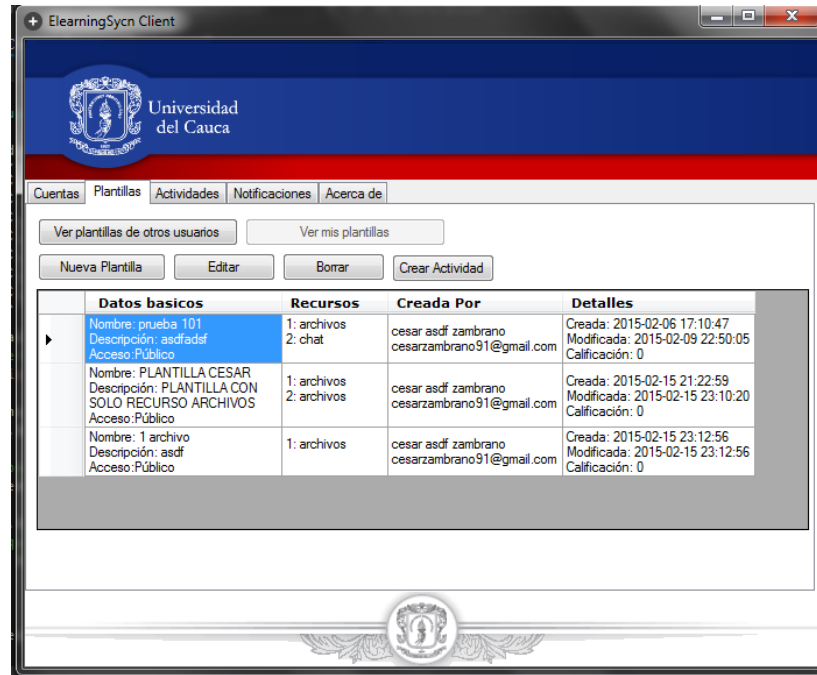 ElearningSycn Client
Universidad
del Cauca
Cuentas Plantillas Actividades Notificaciones Acerca de
Ver plantillas de otros usuarios Ver mis plantillas
Nueva Plantilla Editar Borrar Crear Actividad
Datos basicos Recursos Creada Por Detalles
Nombre: prueba 101
Descripción: asdfadsf
Acceso:Público
1: archivos
2: chat
cesar asdf zambrano
cesarzambrano91@gmail.com
Creada: 2015-02-06 17:10:47
Modificada: 2015-02-09 22:50:05
Calificación: 0
Nombre: PLANTILLA CESAR
Descripción: PLANTILLA CON
SOLO RECURSO ARCHIVOS
Acceso:Público
1: archivos
2: archivos
cesar asdf zambrano
cesarzambrano91@gmail.com
Creada: 2015-02-15 21:22:59
Modificada: 2015-02-15 23:10:20
Calificación: 0
Nombre: 1 archivo
Descripción: asdf
Acceso:Público
1: archivos
cesar asdf zambrano
cesarzambrano91@gmail.com
Creada: 2015-02-15 23:12:56
Modificada: 2015-02-15 23:12:56
Calificación: 0